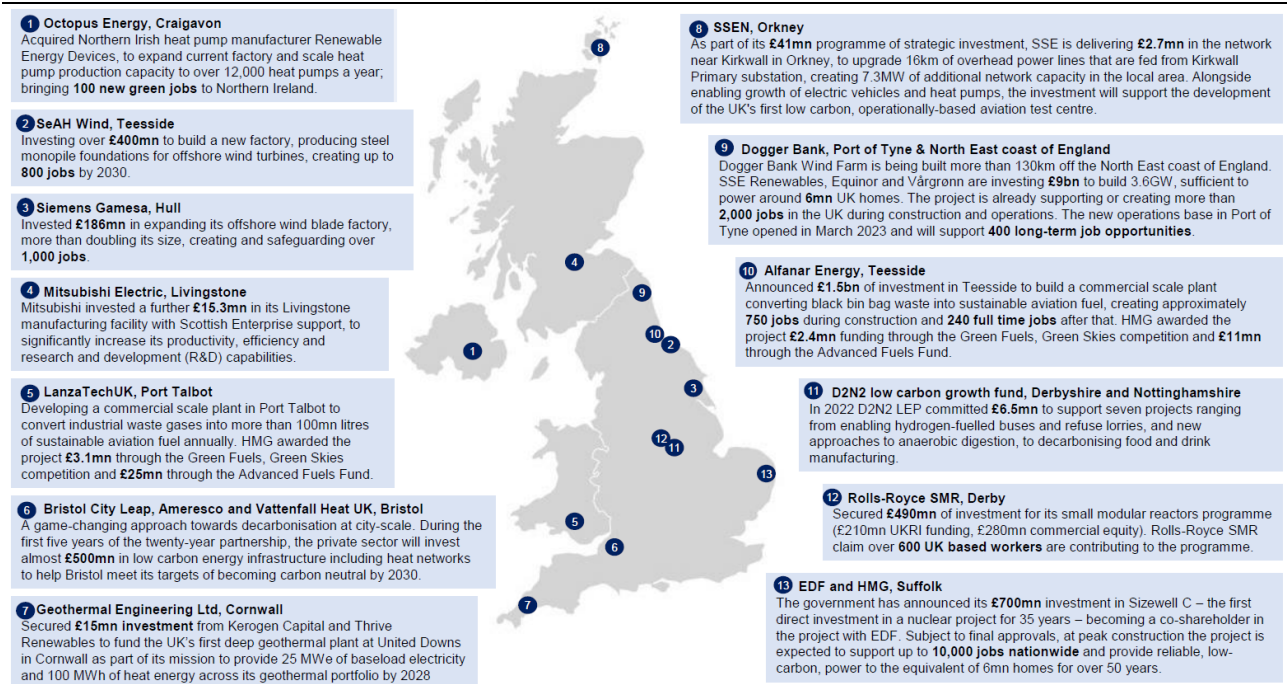 1 Octopus Energy, Craigavon
Acquired Northern Irish heat pump manufacturer Renewable
Energy Devices, to expand current factory and scale heat
pump production capacity to over 12,000 heat pumps a year;
bringing 100 new green jobs to Northern Ireland.
2 SeAH Wind, Teesside
Investing over £400mn to build a new factory, producing steel
monopile foundations for offshore wind turbines, creating up to
800 jobs by 2030.
3 Siemens Gamesa, Hull
Invested £186mn in expanding its offshore wind blade factory,
more than doubling its size, creating and safeguarding over
1,000 jobs.
4 Mitsubishi Electric, Livingstone
Mitsubishi invested a further £15.3mn in its Livingstone
manufacturing facility with Scottish Enterprise support, to
significantly increase its productivity, efficiency and
research and development (R&D) capabilities.
5 LanzaTechUK, Port Talbot
Developing a commercial scale plant in Port Talbot to
convert industrial waste gases into more than 100mn litres
of sustainable aviation fuel annually. HMG awarded the
project £3.1mn through the Green Fuels, Green Skies
competition and £25mn through the Advanced Fuels Fund.
6 Bristol City Leap, Ameresco and Vattenfall Heat UK, Bristol
A game-changing approach towards decarbonisation at city-scale. During the
first five years of the twenty-year partnership, the private sector will invest
almost £500mn in low carbon energy infrastructure including heat networks
to help Bristol meet its targets of becoming carbon neutral by 2030.
7 Geothermal Engineering Ltd, Cornwall
Secured £15mn investment from Kerogen Capital and Thrive
Renewables to fund the UK's first deep geothermal plant at United Downs
in Cornwall as part of its mission to provide 25 MWe of baseload electricity
and 100 MWh of heat energy across its geothermal portfolio by 2028
8
4
9
10
2
1
3
12
11
13
5
6
7
8 SSEN, Orkney
As part of its £41mn programme of strategic investment, SSE is delivering £2.7mn in the network
near Kirkwall in Orkney, to upgrade 16km of overhead power lines that are fed from Kirkwall
Primary substation, creating 7.3MW of additional network capacity in the local area. Alongside
enabling growth of electric vehicles and heat pumps, the investment will support the development
of the UK's first low carbon, operationally-based aviation test centre.
9 Dogger Bank, Port of Tyne & North East coast of England
Dogger Bank Wind Farm is being built more than 130km off the North East coast of England.
SSE Renewables, Equinor and Vårgrønn are investing £9bn to build 3.6GW, sufficient to
power around 6mn UK homes. The project is already supporting or creating more than
2,000 jobs in the UK during construction and operations. The new operations base in Port of
Tyne opened in March 2023 and will support 400 long-term job opportunities.
10 Alfanar Energy, Teesside
Announced £1.5bn of investment in Teesside to build a commercial scale plant
converting black bin bag waste into sustainable aviation fuel, creating approximately
750 jobs during construction and 240 full time jobs after that. HMG awarded the
project £2.4mn funding through the Green Fuels, Green Skies competition and £11mn
through the Advanced Fuels Fund.
11 D2N2 low carbon growth fund, Derbyshire and Nottinghamshire
In 2022 D2N2 LEP committed £6.5mn to support seven projects ranging
from enabling hydrogen-fuelled buses and refuse lorries, and new
approaches to anaerobic digestion, to decarbonising food and drink
manufacturing.
12 Rolls-Royce SMR, Derby
Secured £490mn of investment for its small modular reactors programme
(£210mn UKRI funding, £280mn commercial equity). Rolls-Royce SMR
claim over 600 UK based workers are contributing to the programme.
13 EDF and HMG, Suffolk
The government has announced its £700mn investment in Sizewell C – the first
direct investment in a nuclear project for 35 years – becoming a co-shareholder in
the project with EDF. Subject to final approvals, at peak construction the project is
expected to support up to 10,000 jobs nationwide and provide reliable, low-
carbon, power to the equivalent of 6mn homes for over 50 years.